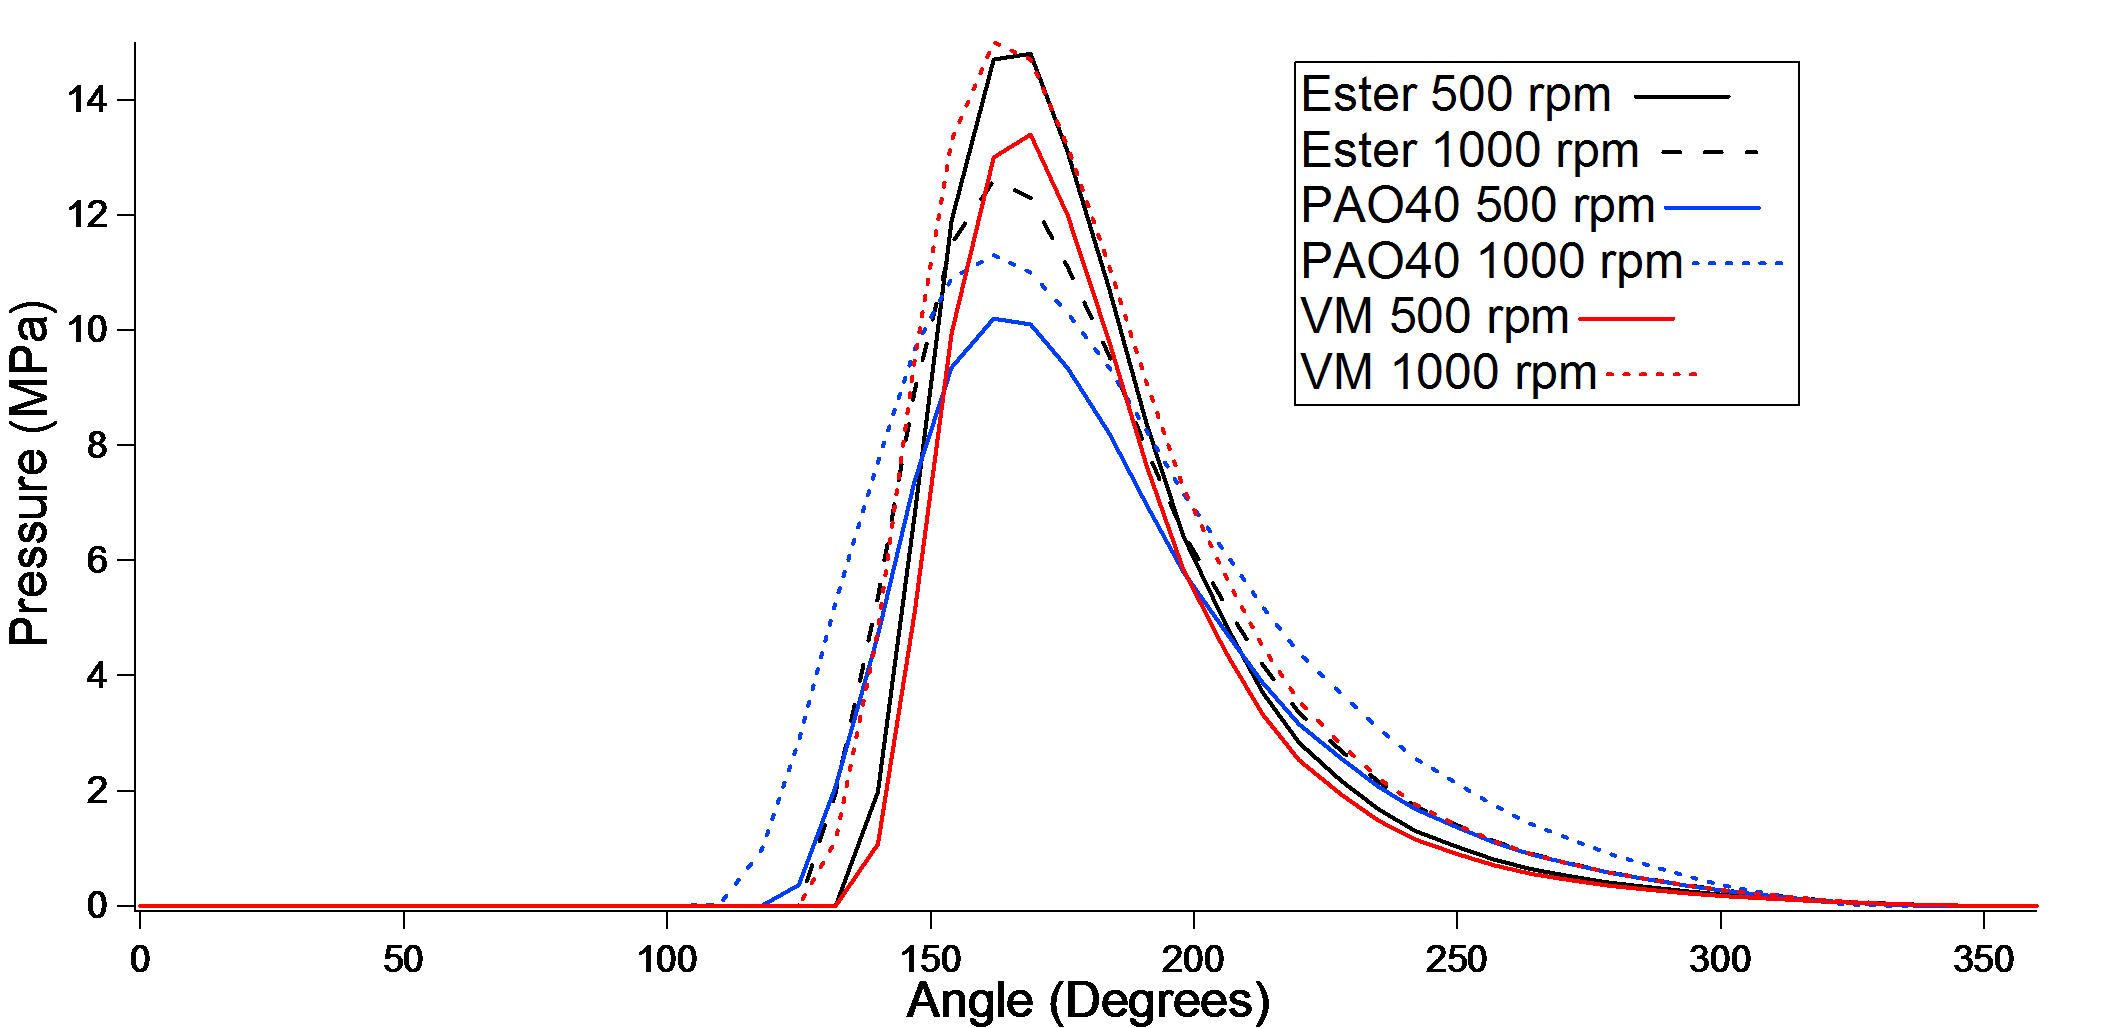 Pressure (MPa)
14
12
10
8
6
4
2
0
Ester 500 rpm
Ester 1000 rpm
PAO40 500 rpm
PAO40 1000 rpm
VM 500 rpm
VM 1000 rpm
0 50 100 150 200 250 300 350
Angle (Degrees)